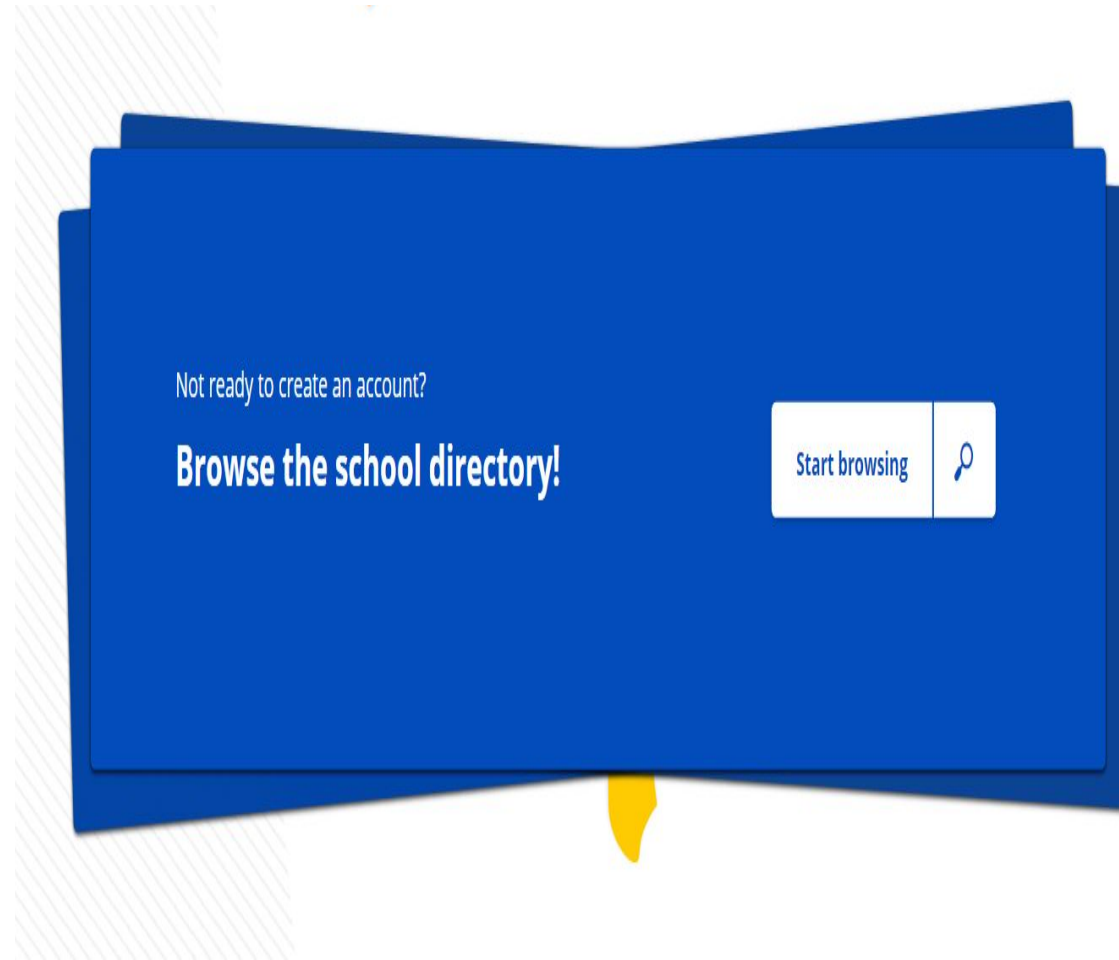 Not ready to create an account?
Browse the school directory!
Start browsing